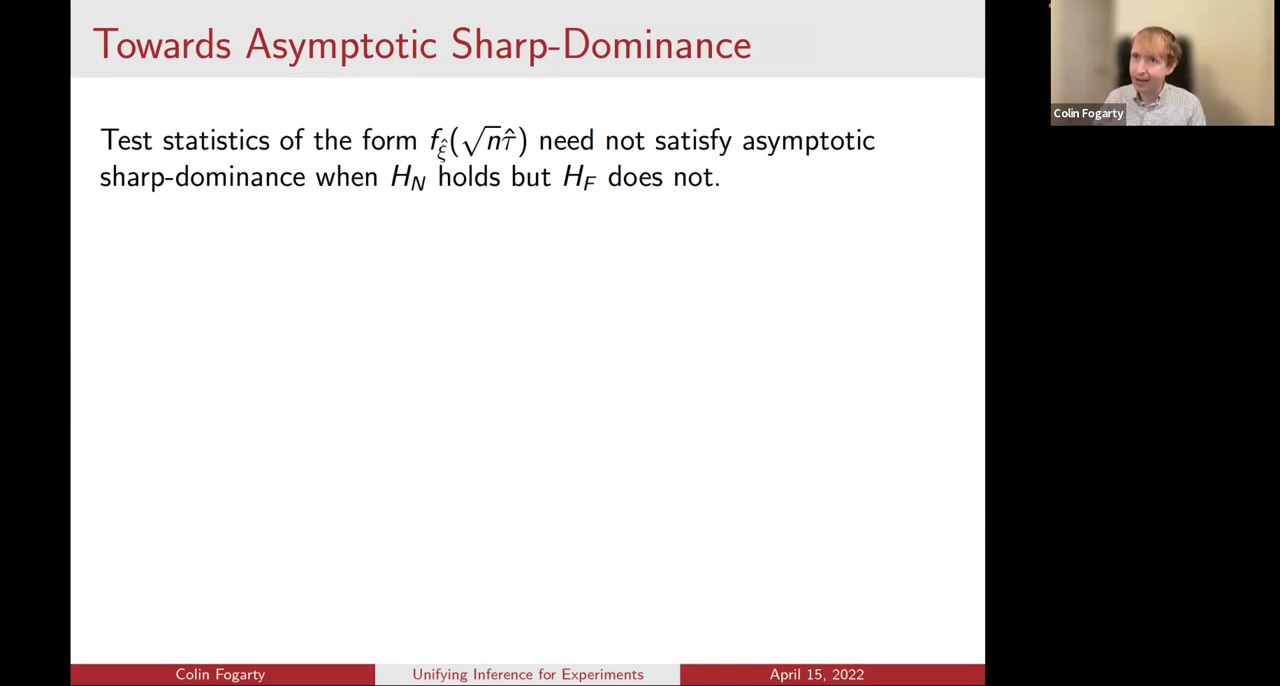 Towards Asymptotic Sharp-Dominance
Test statistics of the form f_ξ̂(√n τ̂) need not satisfy asymptotic
sharp-dominance when H_N holds but H_F does not.
Colin Fogarty
Colin Fogarty Unifying Inference for Experiments April 15, 2022